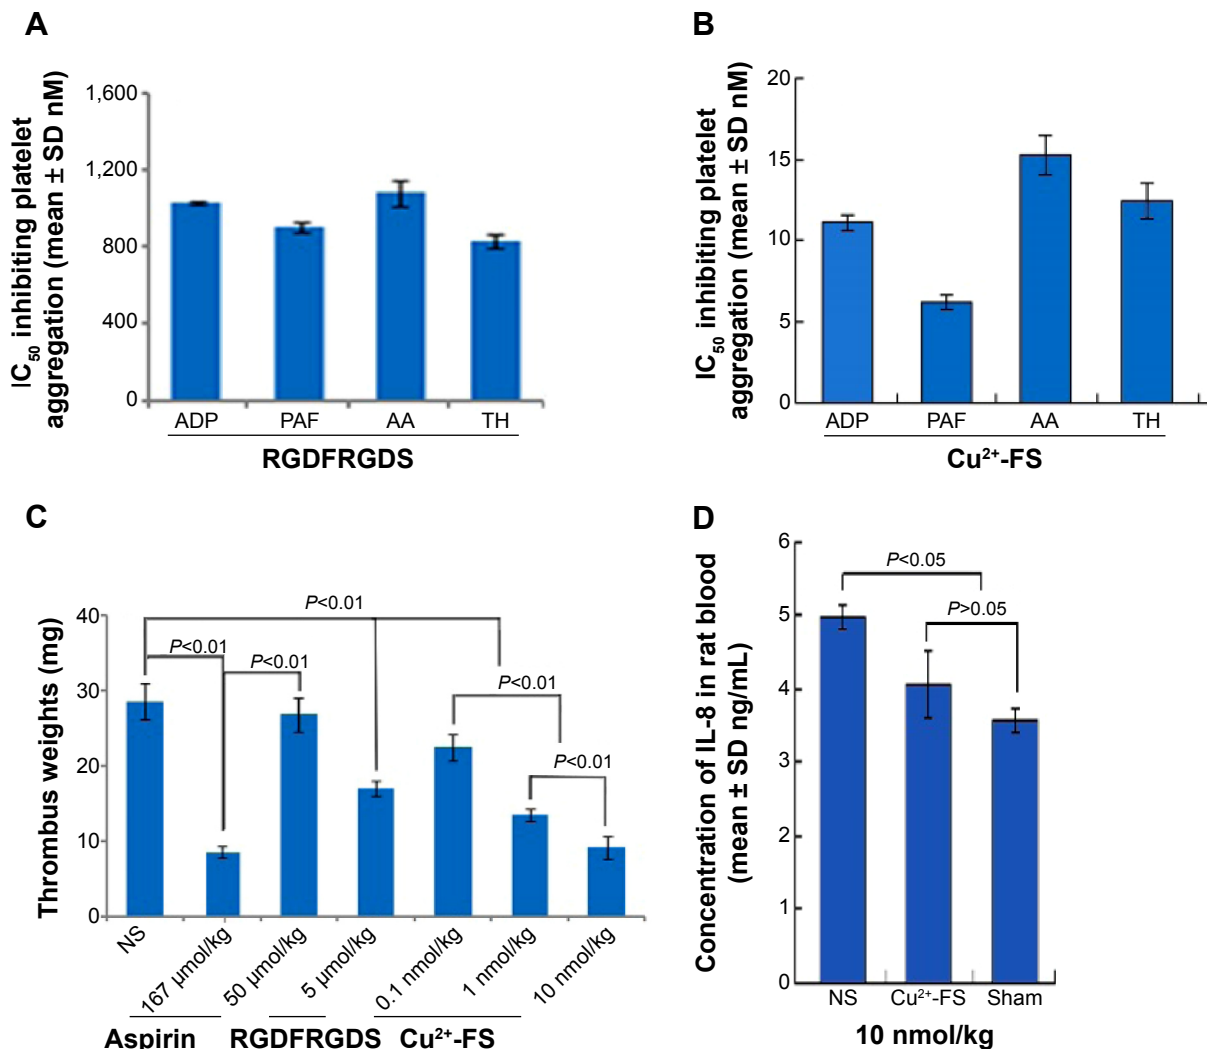 A
IC50 inhibiting platelet
aggregation (mean ± SD nM)
1,600
1,200
800
400
0
ADP PAF AA TH
RGDFRGDS
B
IC50 inhibiting platelet
aggregation (mean ± SD nM)
20
15
10
5
0
ADP PAF AA TH
Cu2+-FS
C
Thrombus weights (mg)
40
30
20
10
0
P<0.01
P<0.01
P<0.01
P<0.01
P<0.01
NS
167 µmol/kg
50 µmol/kg
5 µmol/kg
0.1 nmol/kg
1 nmol/kg
10 nmol/kg
Aspirin RGDFRGDS Cu2+-FS
D
Concentration of IL-8 in rat blood
(mean ± SD ng/mL)
6
5
4
3
2
1
0
P<0.05
P>0.05
NS Cu2+-FS Sham
10 nmol/kg